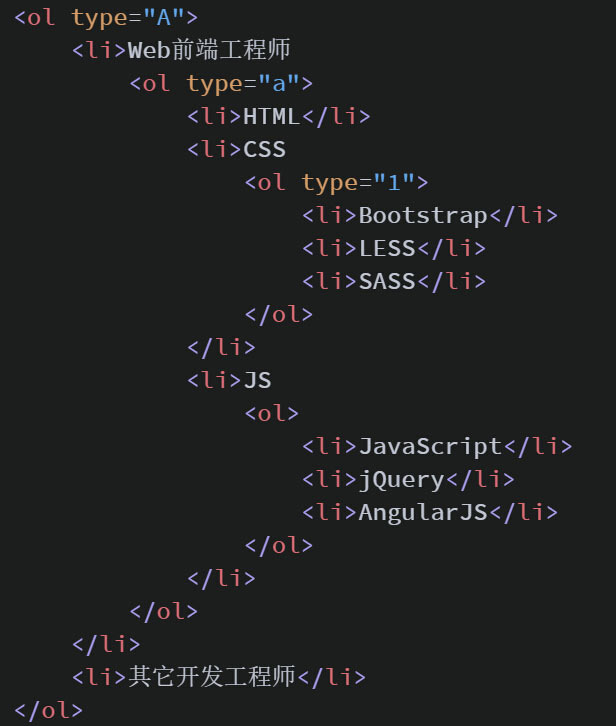 <ol type="A">
    <li>Web前端工程师
        <ol type="a">
            <li>HTML</li>
            <li>CSS
                <ol type="1">
                    <li>Bootstrap</li>
                    <li>LESS</li>
                    <li>SASS</li>
                </ol>
            </li>
            <li>JS
                <ol>
                    <li>JavaScript</li>
                    <li>jQuery</li>
                    <li>AngularJS</li>
                </ol>
            </li>
        </ol>
    </li>
    <li>其它开发工程师</li>
</ol>